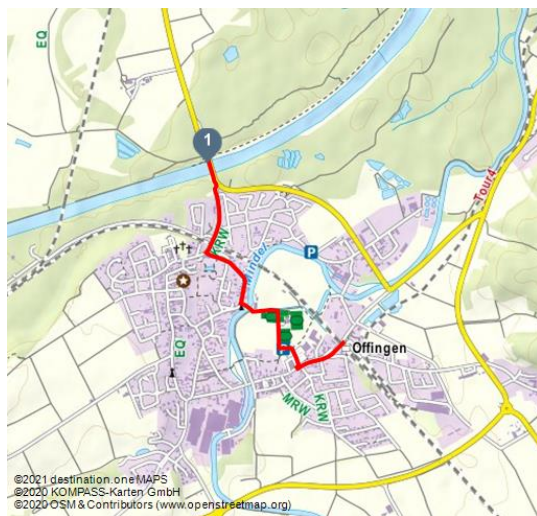 EQ
1
Tour4
KRW
Mindel
P
EQ
P
Offingen
MRW
KRW
©2021 destination.one MAPS
©2020 KOMPASS-Karten GmbH
©2020 OSM & Contributors (www.openstreetmap.org)